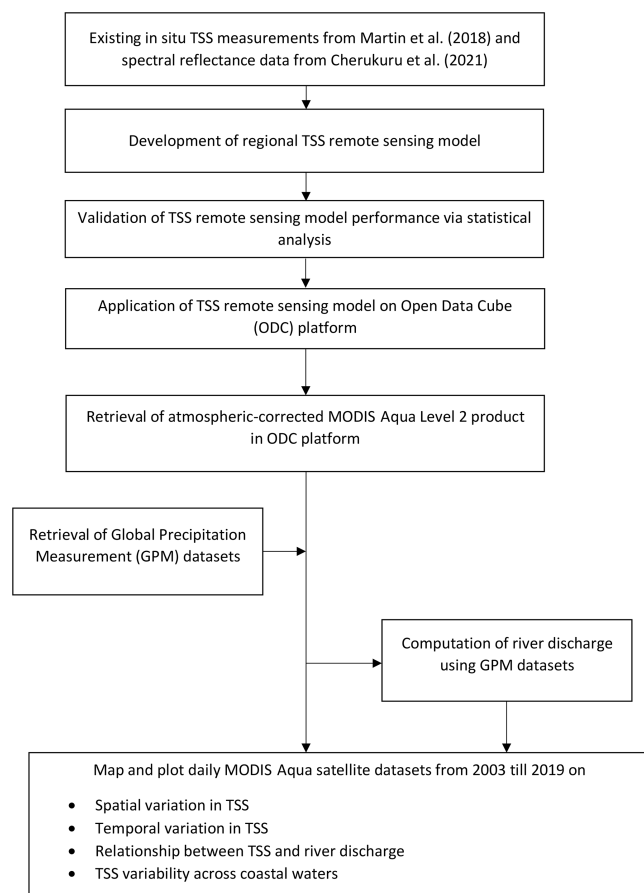 Existing in situ TSS measurements from Martin et al. (2018) and
spectral reflectance data from Cherukuru et al. (2021)
Development of regional TSS remote sensing model
Validation of TSS remote sensing model performance via statistical
analysis
Application of TSS remote sensing model on Open Data Cube
(ODC) platform
Retrieval of atmospheric-corrected MODIS Aqua Level 2 product
in ODC platform
Retrieval of Global Precipitation
Measurement (GPM) datasets
Computation of river discharge
using GPM datasets
Map and plot daily MODIS Aqua satellite datasets from 2003 till 2019 on
• Spatial variation in TSS
• Temporal variation in TSS
• Relationship between TSS and river discharge
• TSS variability across coastal waters